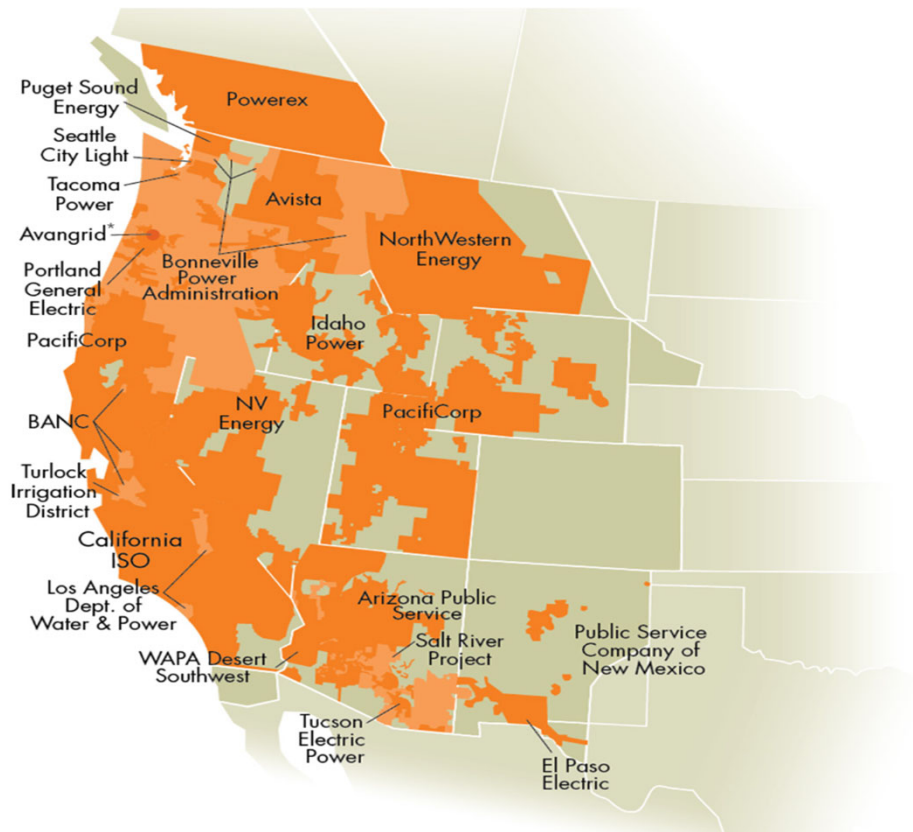 Powerex
Puget Sound
Energy
Seattle
City Light
Tacoma
Power
Avista
Avangrid*
NorthWestern
Energy
Bonneville
Power
Administration
Portland
General
Electric
PacifiCorp
Idaho
Power
NV
Energy
PacifiCorp
BANC
Turlock
Irrigation
District
California
ISO
Los Angeles
Dept. of
Water & Power
Arizona Public
Service
Salt River
Project
Public Service
Company of
New Mexico
WAPA Desert
Southwest
Tucson
Electric
Power
El Paso
Electric